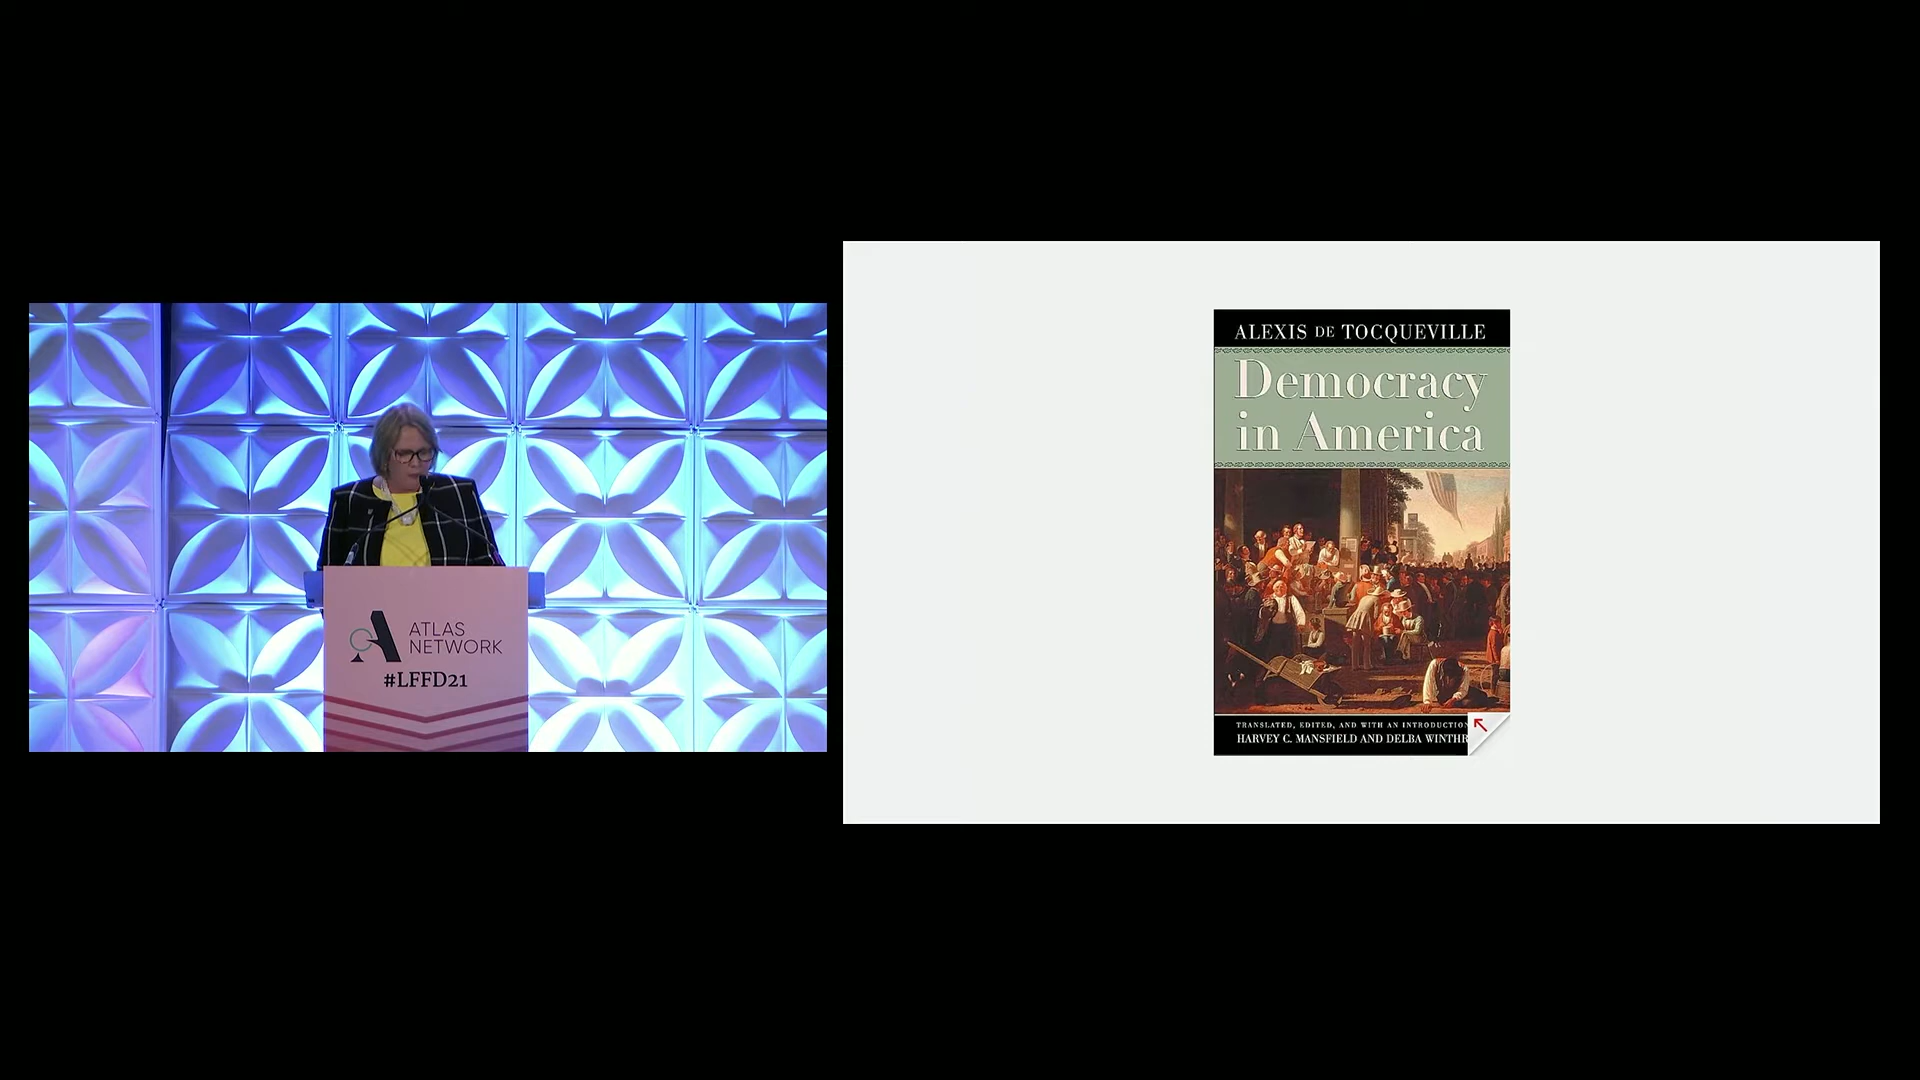 ATLAS
NETWORK
#LFFD21
ALEXIS DE TOCQUEVILLE
Democracy
in America
TRANSLATED, EDITED, AND WITH AN INTRODUCTION
HARVEY C. MANSFIELD AND DELBA